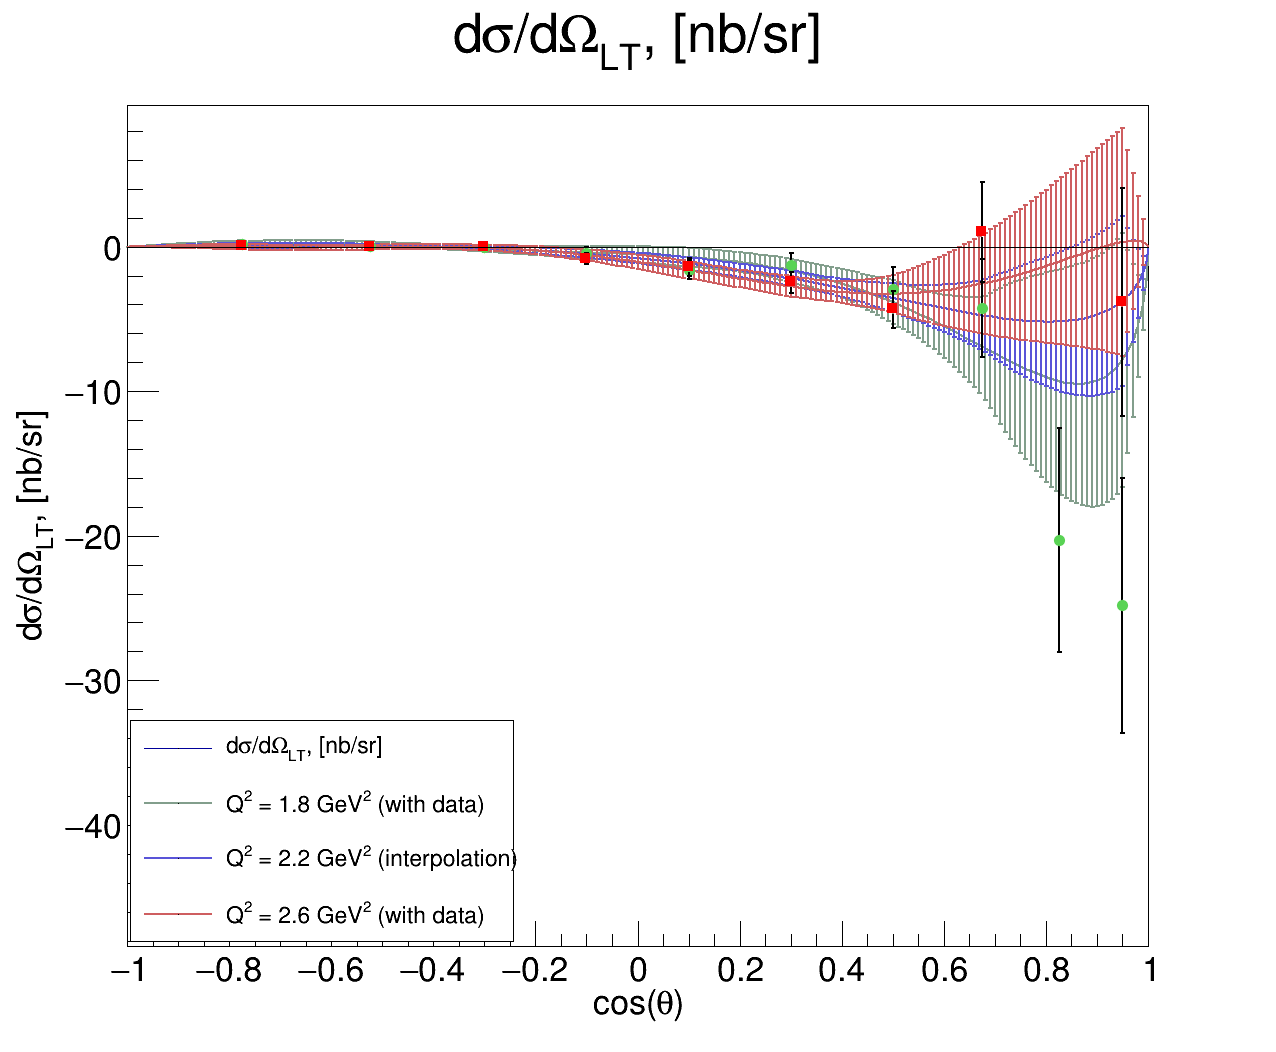 dσ/dΩLT, [nb/sr]
dσ/dΩLT, [nb/sr]
0
−10
−20
−30
−40
dσ/dΩLT, [nb/sr]
Q2 = 1.8 GeV2 (with data)
Q2 = 2.2 GeV2 (interpolation)
Q2 = 2.6 GeV2 (with data)
−1 −0.8 −0.6 −0.4 −0.2 0 0.2 0.4 0.6 0.8 1
cos(θ)